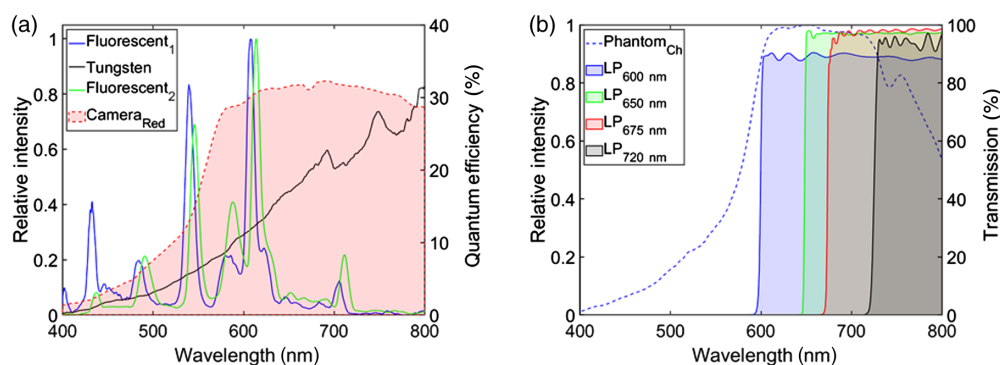 (a)
Relative intensity
1
0.8
0.6
0.4
0.2
0
Fluorescent1
Tungsten
Fluorescent2
CameraRed
40
30
20
10
0
Quantum efficiency (%)
400 500 600 700 800
Wavelength (nm)
(b)
Relative intensity
1
0.8
0.6
0.4
0.2
0
PhantomCh
LP600 nm
LP650 nm
LP675 nm
LP720 nm
100
80
60
40
20
0
Transmission (%)
400 500 600 700 800
Wavelength (nm)